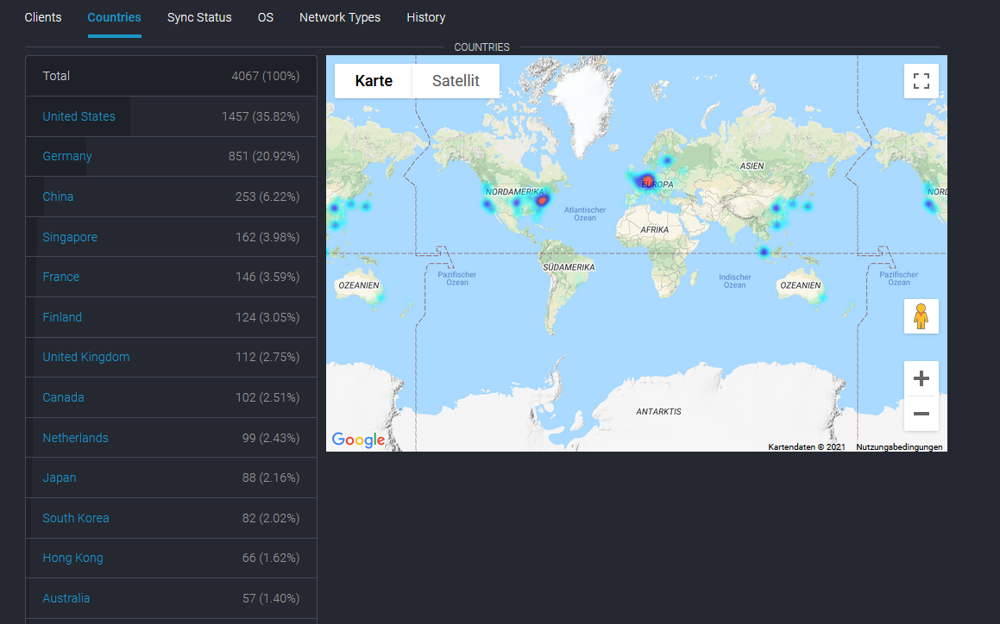 Clients Countries Sync Status OS Network Types History
COUNTRIES
Total 4067 (100%)
United States 1457 (35.82%)
Germany 851 (20.92%)
China 253 (6.22%)
Singapore 162 (3.98%)
France 146 (3.59%)
Finland 124 (3.05%)
United Kingdom 112 (2.75%)
Canada 102 (2.51%)
Netherlands 99 (2.43%)
Japan 88 (2.16%)
South Korea 82 (2.02%)
Hong Kong 66 (1.62%)
Australia 57 (1.40%)
Karte Satellit
ASIEN
NORDAMERIKA
EUROPA
NORD
Atlantischer
Ozean
AFRIKA
SÜDAMERIKA
Pazifischer
Ozean
Indischer
Ozean
Pazifischer
Ozean
OZEANIEN
OZEANIEN
ANTARKTIS
Google
Kartendaten © 2021 Nutzungsbedingungen